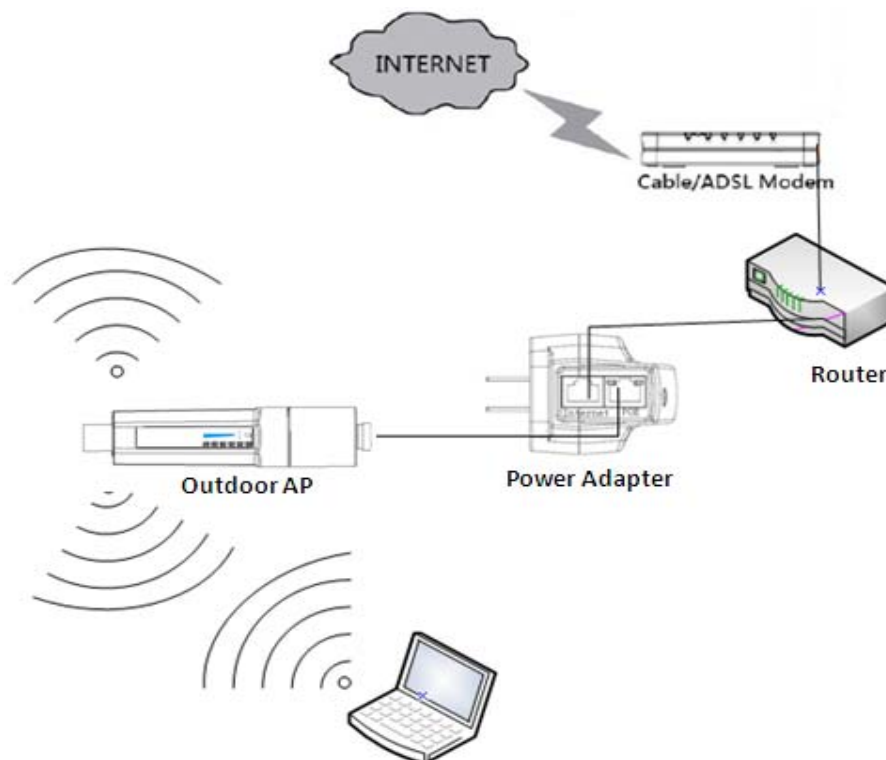 INTERNET
Cable/ADSL Modem
Router
Internet
POE
Power Adapter
Outdoor AP